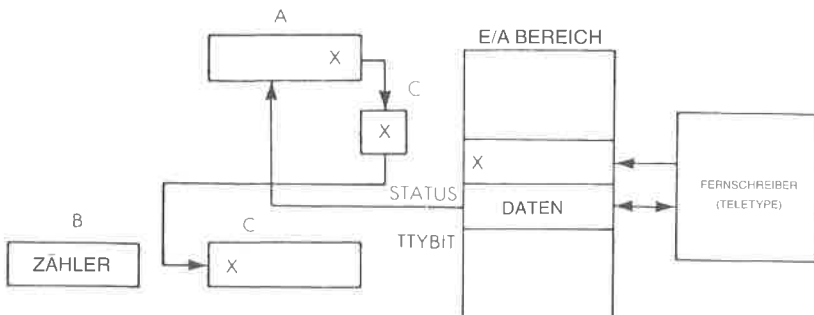 A
E/A BEREICH
X
C
X
X
STATUS
DATEN
FERNSCHREIBER
(TELETYPE)
B
C
TTYBiT
ZÄHLER
X